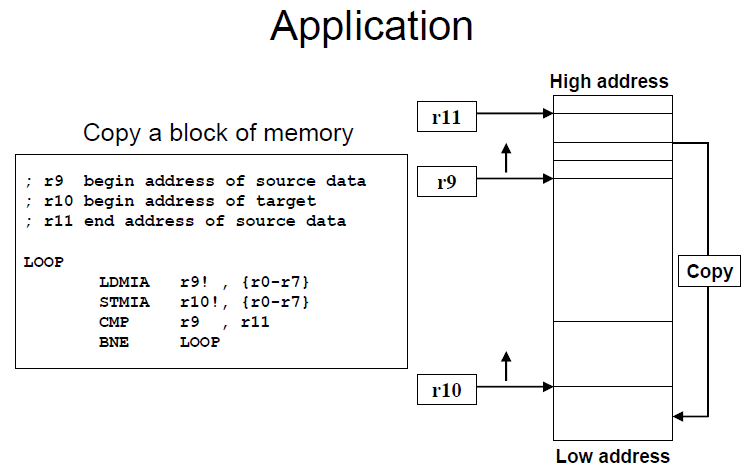 Application
Copy a block of memory
; r9  begin address of source data
; r10 begin address of target
; r11 end address of source data
LOOP
LDMIA   r9! , {r0-r7}
STMIA   r10!, {r0-r7}
CMP     r9  , r11
BNE     LOOP
High address
r11
r9
Copy
r10
Low address